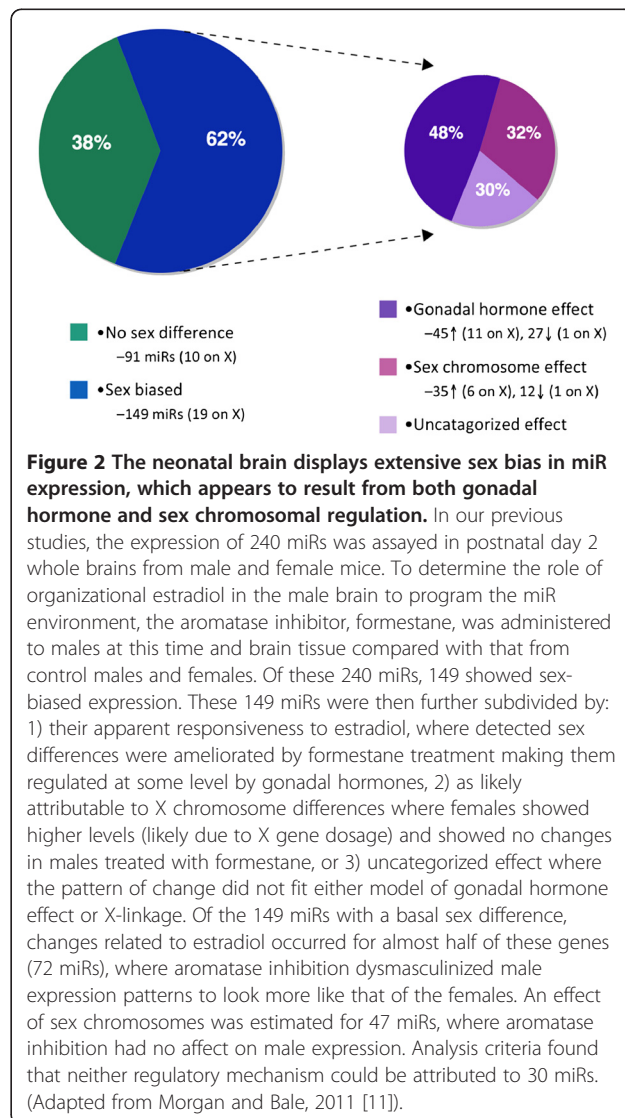 38%
62%
48%
32%
30%
•No sex difference
–91 miRs (10 on X)
•Sex biased
–149 miRs (19 on X)
•Gonadal hormone effect
–45↑ (11 on X), 27↓ (1 on X)
•Sex chromosome effect
–35↑ (6 on X), 12↓ (1 on X)
•Uncatagorized effect
Figure 2 The neonatal brain displays extensive sex bias in miR
expression, which appears to result from both gonadal
hormone and sex chromosomal regulation. In our previous
studies, the expression of 240 miRs was assayed in postnatal day 2
whole brains from male and female mice. To determine the role of
organizational estradiol in the male brain to program the miR
environment, the aromatase inhibitor, formestane, was administered
to males at this time and brain tissue compared with that from
control males and females. Of these 240 miRs, 149 showed sex-
biased expression. These 149 miRs were then further subdivided by:
1) their apparent responsiveness to estradiol, where detected sex
differences were ameliorated by formestane treatment making them
regulated at some level by gonadal hormones, 2) as likely
attributable to X chromosome differences where females showed
higher levels (likely due to X gene dosage) and showed no changes
in males treated with formestane, or 3) uncategorized effect where
the pattern of change did not fit either model of gonadal hormone
effect or X-linkage. Of the 149 miRs with a basal sex difference,
changes related to estradiol occurred for almost half of these genes
(72 miRs), where aromatase inhibition dysmasculinized male
expression patterns to look more like that of the females. An effect
of sex chromosomes was estimated for 47 miRs, where aromatase
inhibition had no affect on male expression. Analysis criteria found
that neither regulatory mechanism could be attributed to 30 miRs.
(Adapted from Morgan and Bale, 2011 [11]).